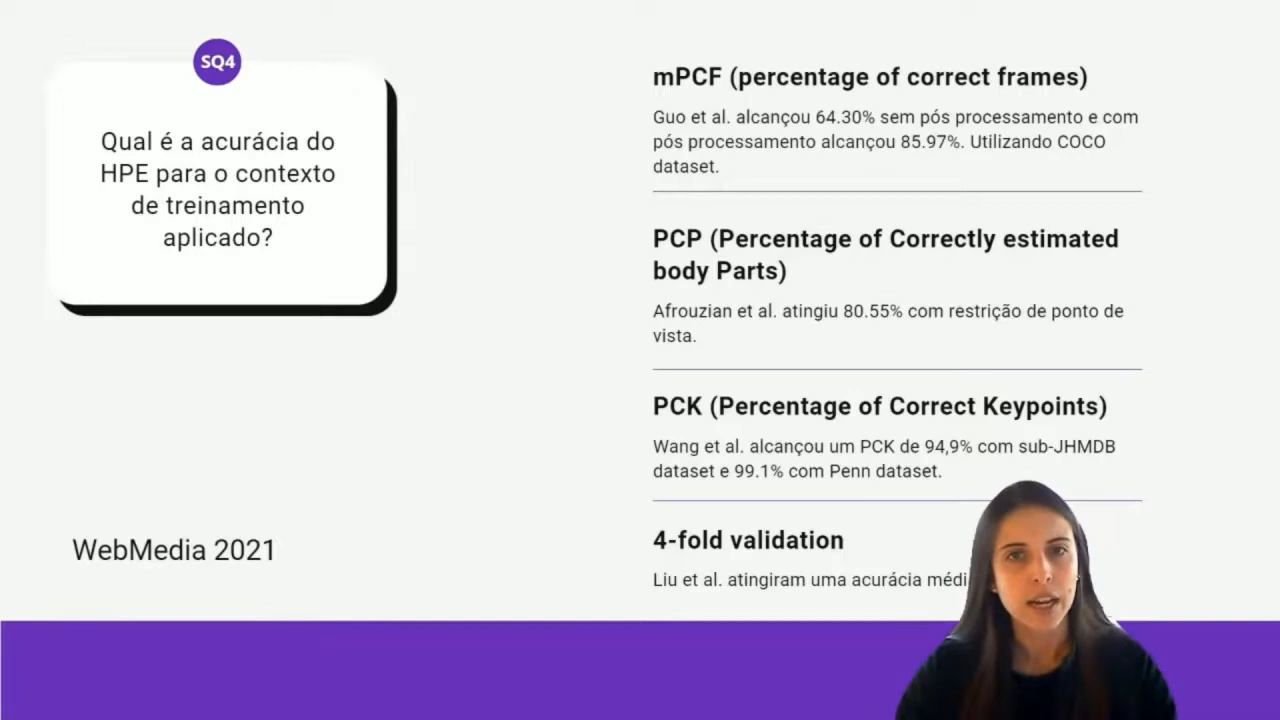 SQ4
Qual é a acurácia do
HPE para o contexto
de treinamento
aplicado?
WebMedia 2021
mPCF (percentage of correct frames)
Guo et al. alcançou 64.30% sem pós processamento e com
pós processamento alcançou 85.97%. Utilizando COCO
dataset.
PCP (Percentage of Correctly estimated
body Parts)
Afrouzian et al. atingiu 80.55% com restrição de ponto de
vista.
PCK (Percentage of Correct Keypoints)
Wang et al. alcançou um PCK de 94,9% com sub-JHMDB
dataset e 99.1% com Penn dataset.
4-fold validation
Liu et al. atingiram uma acurácia